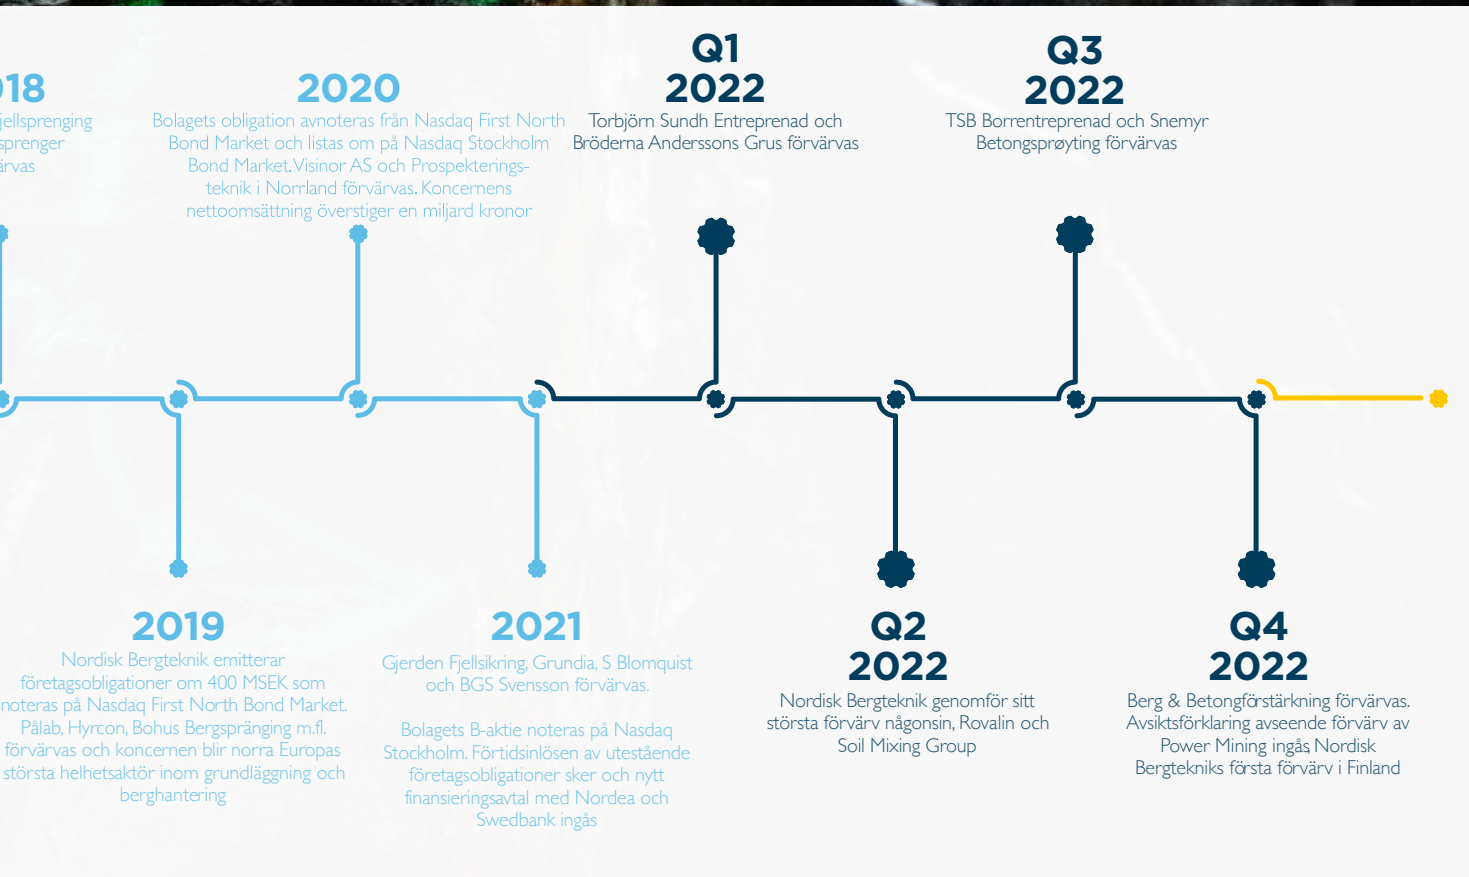 18
jellsprenging
sprenger
ärvas
2020
Bolagets obligation avnoteras från Nasdaq First North
Bond Market och listas om på Nasdaq Stockholm
Bond Market. Visinor AS och Prospekterings-
teknik i Norrland förvärvas. Koncernens
nettoomsättning överstiger en miljard kronor
Q1
2022
Torbjörn Sundh Entreprenad och
Bröderna Anderssons Grus förvärvas
Q3
2022
TSB Borrentreprenad och Snemyr
Betongsprøyting förvärvas
2019
Nordisk Bergteknik emitterar
företagsobligationer om 400 MSEK som
noteras på Nasdaq First North Bond Market.
Pålab, Hyrcon, Bohus Bergspränging m.fl.
förvärvas och koncernen blir norra Europas
största helhetsaktör inom grundläggning och
berghantering
2021
Gjerden Fjellsikring, Grundia, S Blomquist
och BGS Svensson förvärvas.
Bolagets B-aktie noteras på Nasdaq
Stockholm. Förtidsinlösen av utestående
företagsobligationer sker och nytt
finansieringsavtal med Nordea och
Swedbank ingås
Q2
2022
Nordisk Bergteknik genomför sitt
största förvärv någonsin, Rovalin och
Soil Mixing Group
Q4
2022
Berg & Betongförstärkning förvärvas.
Avsiktsförklaring avseende förvärv av
Power Mining ingås, Nordisk
Bergtekniks första förvärv i Finland